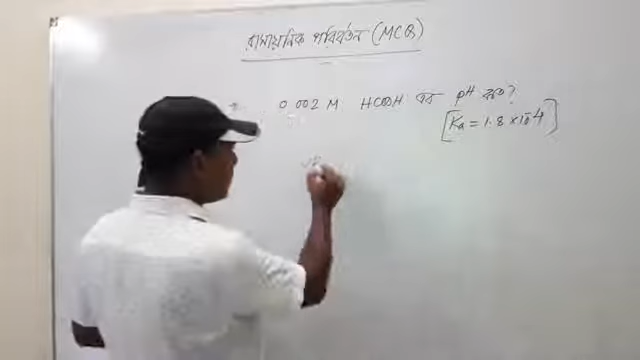 রাসায়নিক পরিবর্তন (MCQ)
0.002 M HCOOH এর pH কত?
[Ka = 1.8 × 10⁻⁴]